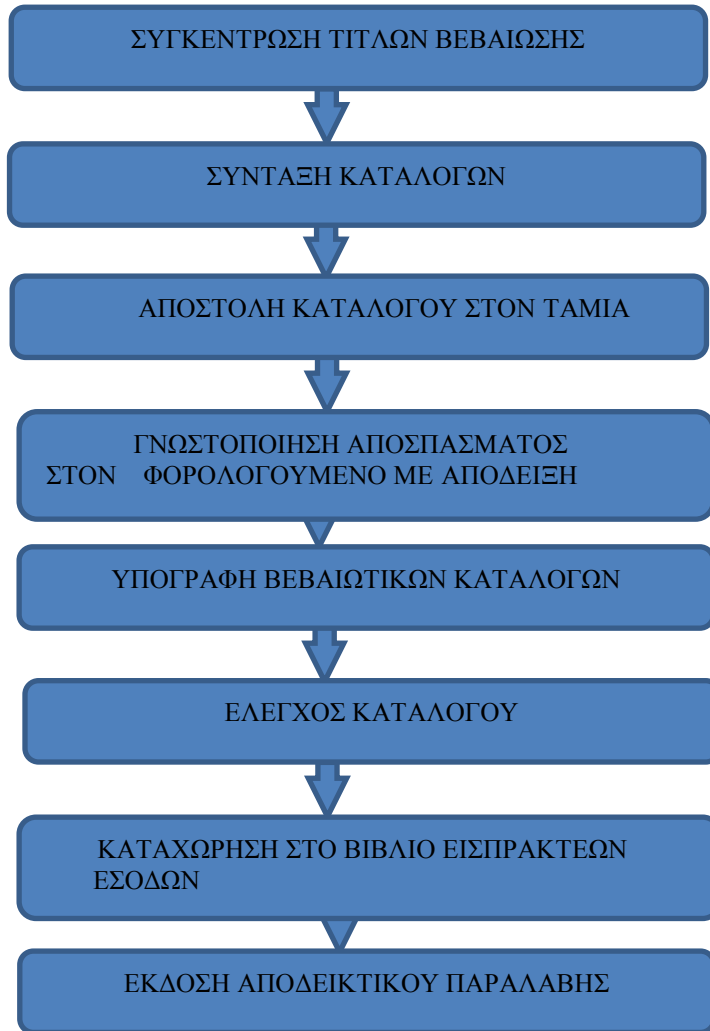 ΣΥΓΚΕΝΤΡΩΣΗ ΤΙΤΛΩΝ ΒΕΒΑΙΩΣΗΣ
ΣΥΝΤΑΞΗ ΚΑΤΑΛΟΓΩΝ
ΑΠΟΣΤΟΛΗ ΚΑΤΑΛΟΓΟΥ ΣΤΟΝ ΤΑΜΙΑ
ΓΝΩΣΤΟΠΟΙΗΣΗ ΑΠΟΣΠΑΣΜΑΤΟΣ
ΣΤΟΝ ΦΟΡΟΛΟΓΟΥΜΕΝΟ ΜΕ ΑΠΟΔΕΙΞΗ
ΥΠΟΓΡΑΦΗ ΒΕΒΑΙΩΤΙΚΩΝ ΚΑΤΑΛΟΓΩΝ
ΕΛΕΓΧΟΣ ΚΑΤΑΛΟΓΟΥ
ΚΑΤΑΧΩΡΗΣΗ ΣΤΟ ΒΙΒΛΙΟ ΕΙΣΠΡΑΚΤΕΩΝ
ΕΣΟΔΩΝ
ΕΚΔΟΣΗ ΑΠΟΔΕΙΚΤΙΚΟΥ ΠΑΡΑΛΑΒΗΣ